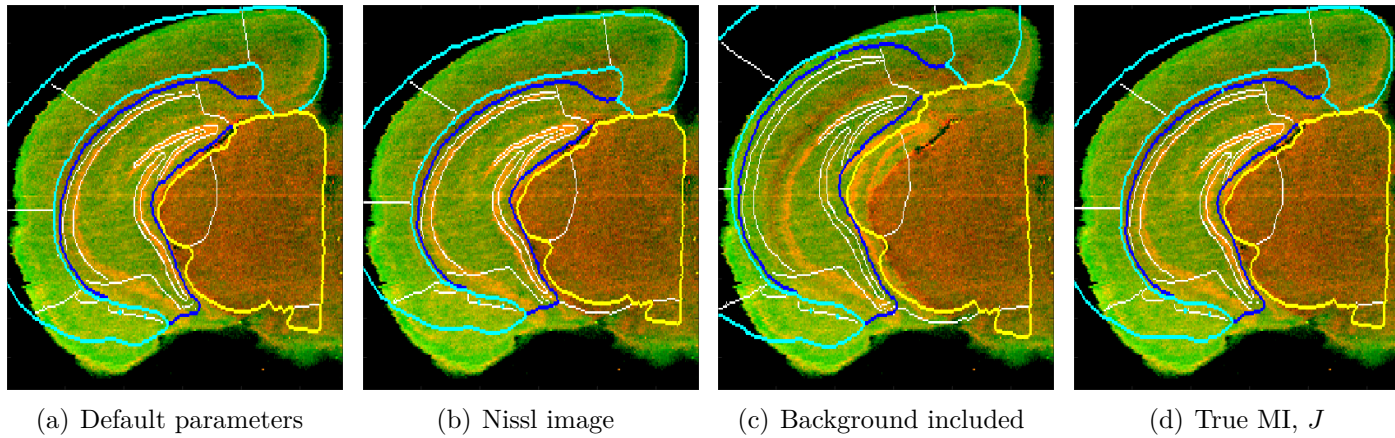 (a) Default parameters
(b) Nissl image
(c) Background included
(d) True MI, J